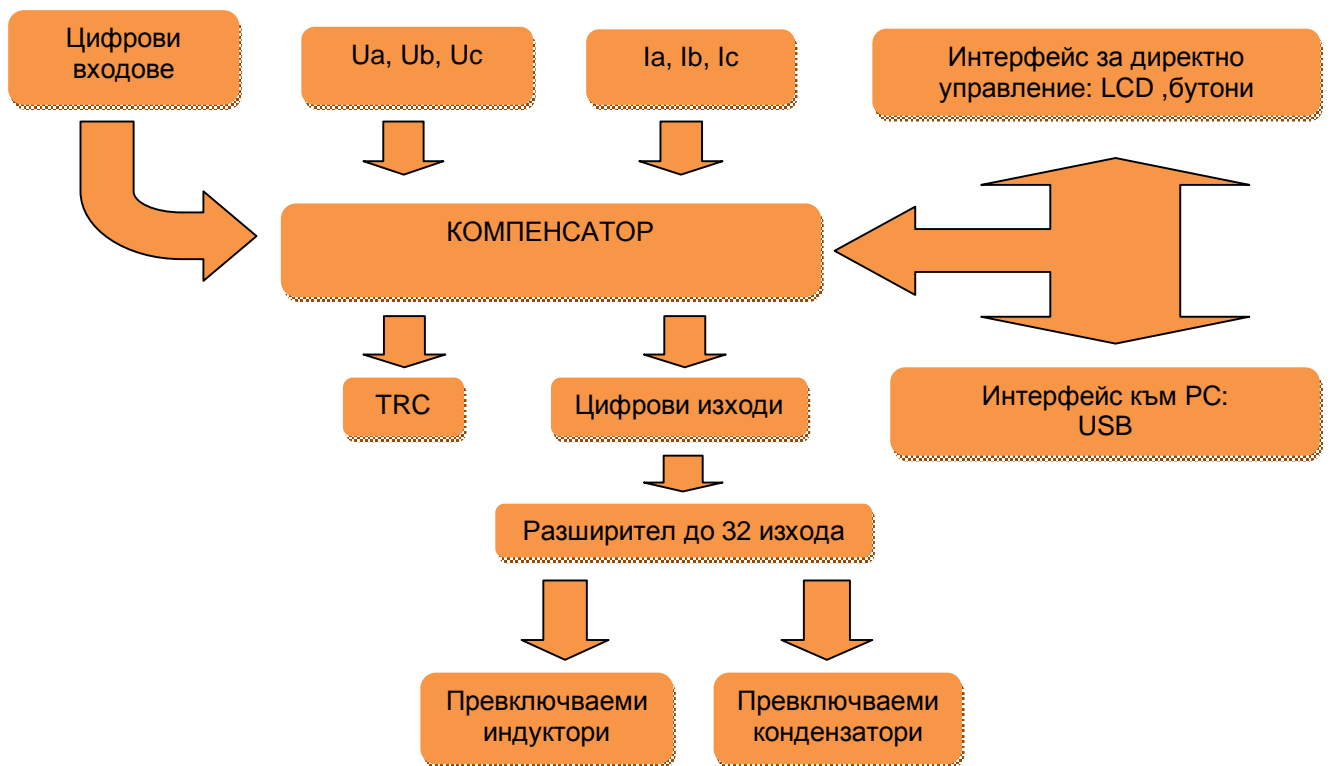 Цифрови
входове
Ua, Ub, Uc
Ia, Ib, Ic
Интерфейс за директно
управление: LCD ,бутони
КОМПЕНСАТОР
TRC
Цифрови изходи
Интерфейс към PC:
USB
Разширител до 32 изхода
Превключваеми
индуктори
Превключваеми
кондензатори